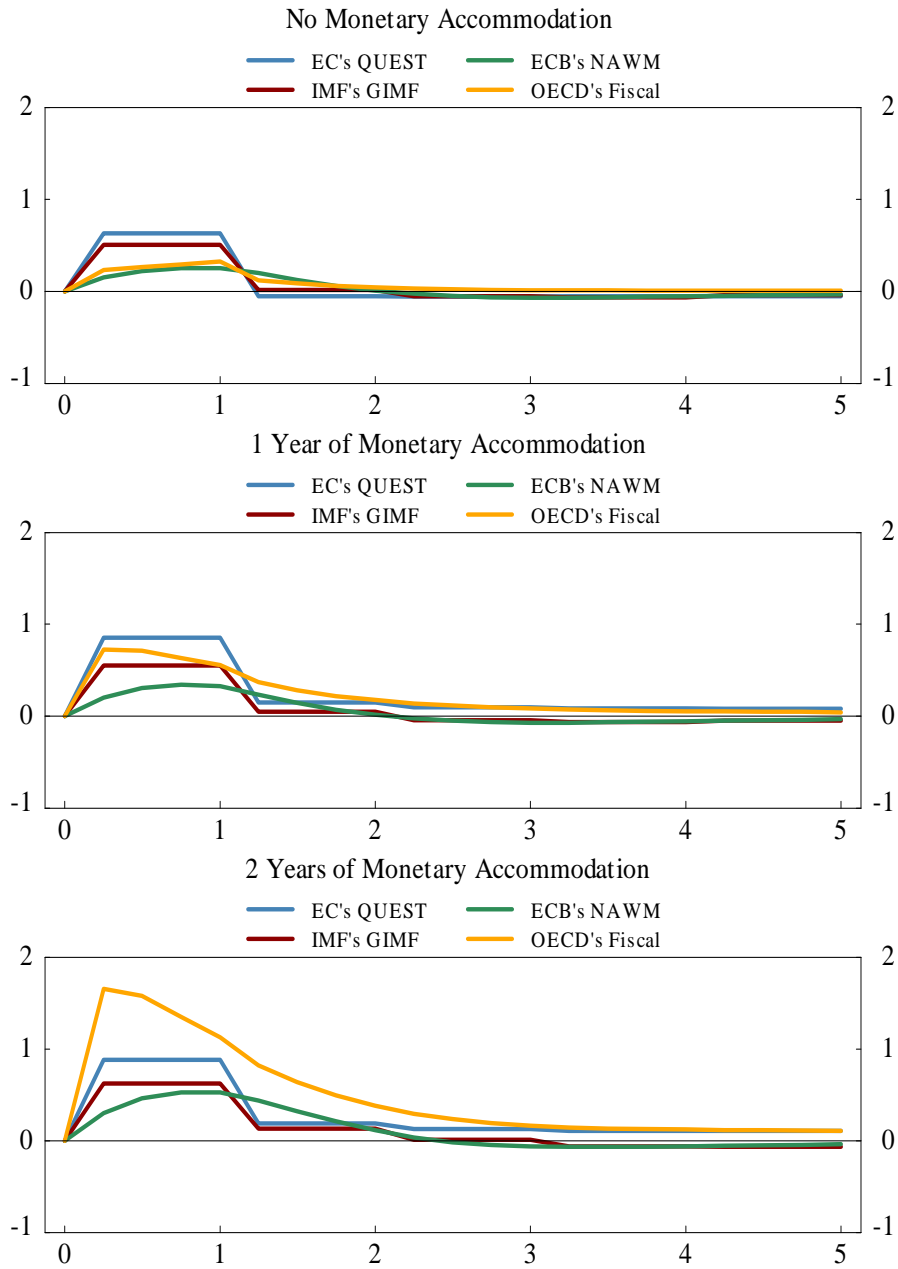 No Monetary Accommodation
EC's QUEST ECB's NAWM
IMF's GIMF OECD's Fiscal
2 2
1 1
0 0
-1 -1
0 1 2 3 4 5
1 Year of Monetary Accommodation
EC's QUEST ECB's NAWM
IMF's GIMF OECD's Fiscal
2 2
1 1
0 0
-1 -1
0 1 2 3 4 5
2 Years of Monetary Accommodation
EC's QUEST ECB's NAWM
IMF's GIMF OECD's Fiscal
2 2
1 1
0 0
-1 -1
0 1 2 3 4 5